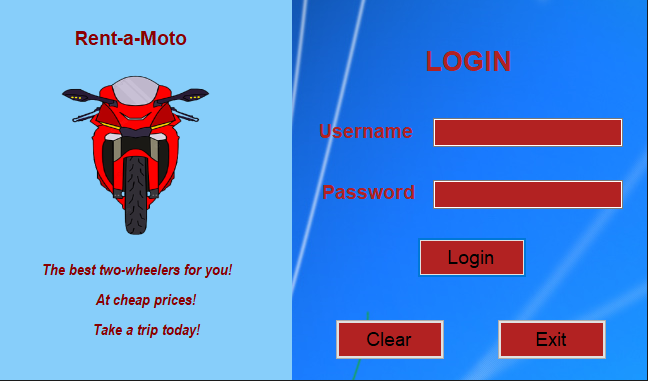 Rent-a-Moto
The best two-wheelers for you!
At cheap prices!
Take a trip today!
LOGIN
Username
Password
Login
Clear
Exit